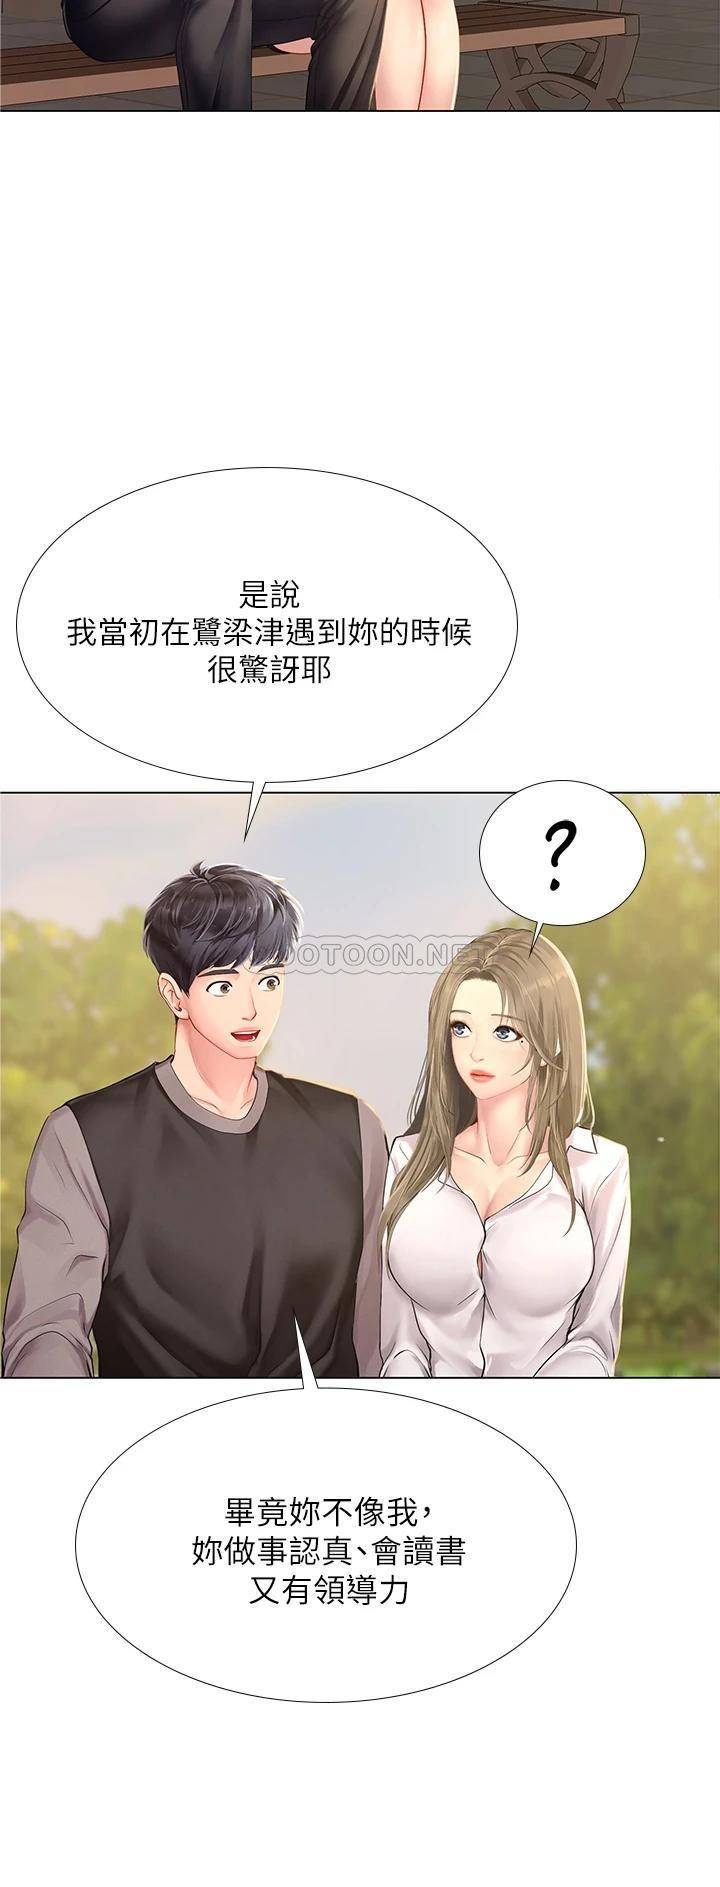 是說
我當初在鷺梁津遇到妳的時候
很驚訝耶
?
DOTOON.NET
畢竟妳不像我，
妳做事認真、會讀書
又有領導力